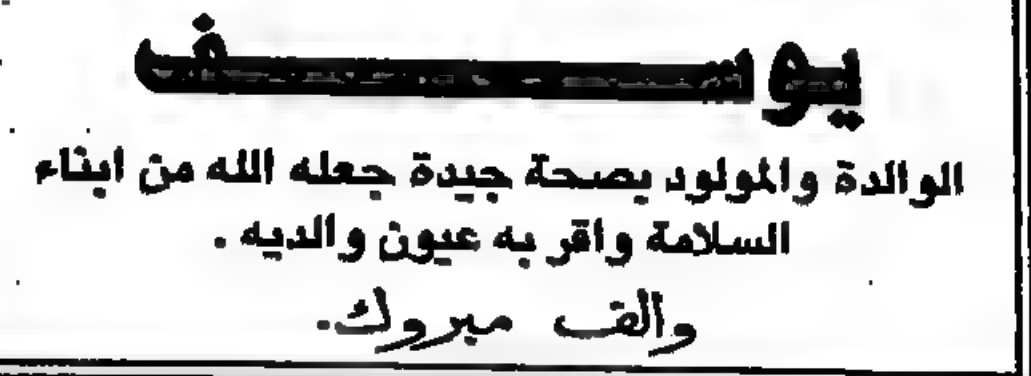 يوسف
الوالدة والمولود بصحة جيدة جعله الله من ابناء
السلامة واقر به عيون والديه .
والف مبروك.